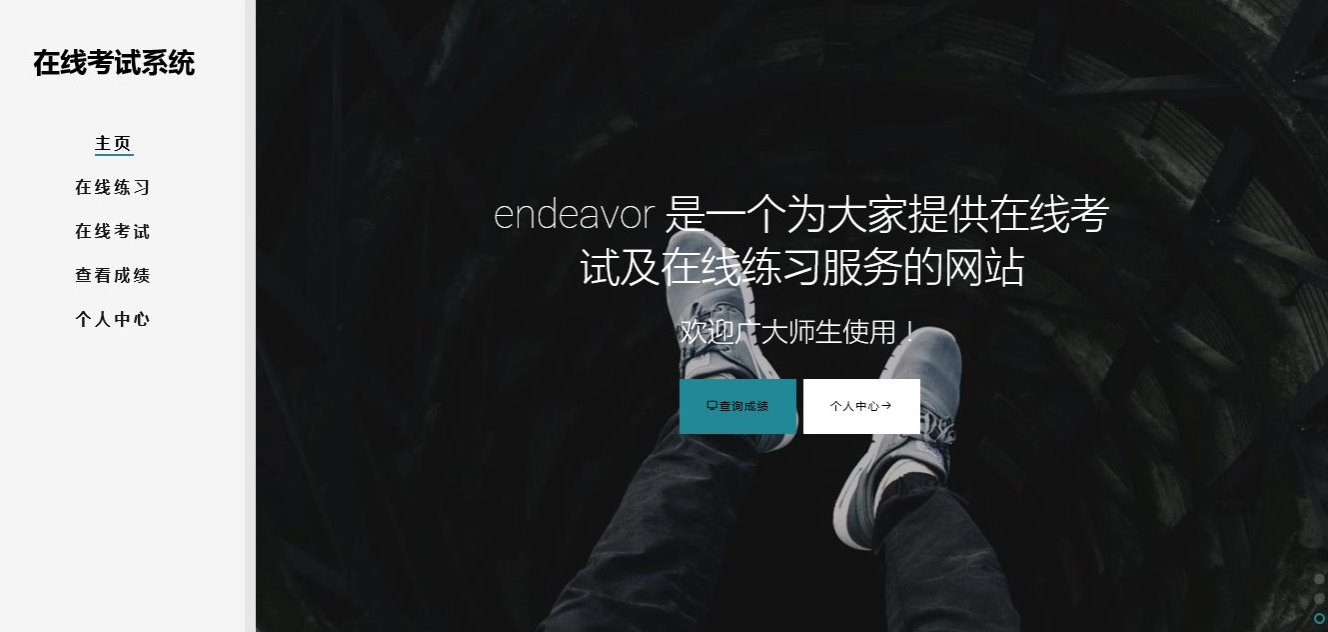 在线考试系统
主页
在线练习
在线考试
查看成绩
个人中心
endeavor 是一个为大家提供在线考
试及在线练习服务的网站
欢迎广大师生使用！
查询成绩
个人中心→